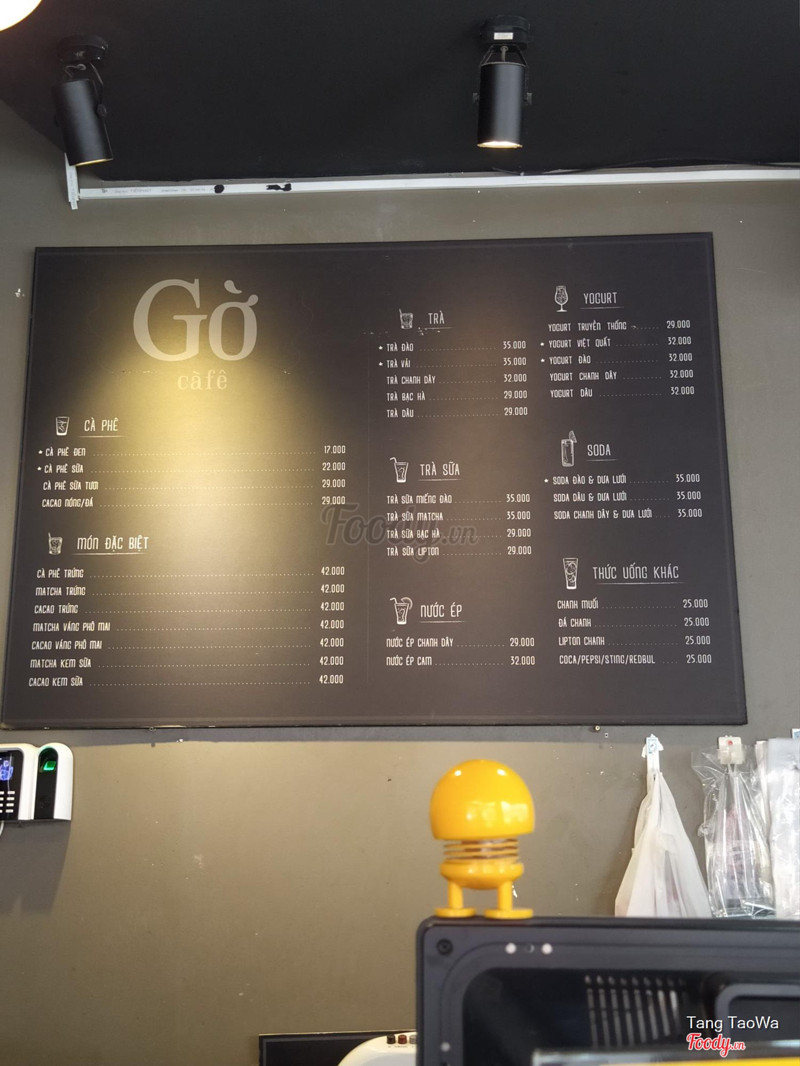 Gờ
càfê
CÀ PHÊ
* CÀ PHÊ ĐEN 17.000
* CÀ PHÊ SỮA 22.000
CÀ PHÊ SỮA TƯƠI 29.000
CACAO NÓNG/ĐÁ 29.000
MÓN ĐẶC BIỆT
CÀ PHÊ TRỨNG 42.000
MATCHA TRỨNG 42.000
CACAO TRỨNG 42.000
MATCHA VÁNG PHÔ MAI 42.000
CACAO VÁNG PHÔ MAI 42.000
MATCHA KEM SỮA 42.000
CACAO KEM SỮA 42.000
TRÀ
* TRÀ ĐÀO 35.000
* TRÀ VẢI 35.000
TRÀ CHANH DÂY 32.000
TRÀ BẠC HÀ 29.000
TRÀ DÂU 29.000
TRÀ SỮA
TRÀ SỮA MIẾNG ĐÀO 35.000
TRÀ SỮA MATCHA 35.000
TRÀ SỮA BẠC HÀ 29.000
TRÀ SỮA LIPTON 29.000
NƯỚC ÉP
NƯỚC ÉP CHANH DÂY 29.000
NƯỚC ÉP CAM 32.000
YOGURT
YOGURT TRUYỀN THỐNG 29.000
* YOGURT VIỆT QUẤT 32.000
* YOGURT ĐÀO 32.000
YOGURT CHANH DÂY 32.000
YOGURT DÂU 32.000
SODA
* SODA ĐÀO & DƯA LƯỚI 35.000
SODA DÂU & DƯA LƯỚI 35.000
SODA CHANH DÂY & DƯA LƯỚI 35.000
THỨC UỐNG KHÁC
CHANH MUỐI 25.000
ĐÁ CHANH 25.000
LIPTON CHANH 25.000
COCA/PEPSI/STING/REDBUL 25.000
Foody.vn
Tang TaoWa
Foody.vn